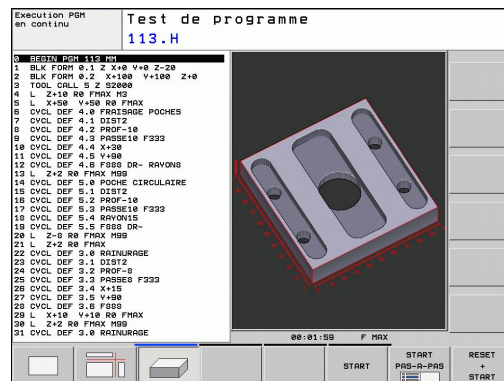 Execution PGM
en continu
Test de programme
113.H
0 BEGIN PGM 113 MM
1 BLK FORM 0.1 Z X+0 Y+0 Z-20
2 BLK FORM 0.2 X+100 Y+100 Z+0
3 TOOL CALL 5 Z S2000
4 L Z+10 R0 FMAX M3
5 L X+50 Y+50 R0 FMAX
6 CYCL DEF 4.0 FRAISAGE POCHES
7 CYCL DEF 4.1 DIST2
8 CYCL DEF 4.2 PROF-10
9 CYCL DEF 4.3 PASSE10 F333
10 CYCL DEF 4.4 X+30
11 CYCL DEF 4.5 Y+90
12 CYCL DEF 4.6 F888 DR- RAYON8
13 L Z+2 R0 FMAX M99
14 CYCL DEF 5.0 POCHE CIRCULAIRE
15 CYCL DEF 5.1 DIST2
16 CYCL DEF 5.2 PROF-10
17 CYCL DEF 5.3 PASSE10 F333
18 CYCL DEF 5.4 RAYON15
19 CYCL DEF 5.5 F888 DR-
20 L Z-8 R0 FMAX M99
21 L Z+2 R0 FMAX
22 CYCL DEF 3.0 RAINURAGE
23 CYCL DEF 3.1 DIST2
24 CYCL DEF 3.2 PROF-8
25 CYCL DEF 3.3 PASSE8 F333
26 CYCL DEF 3.4 X+15
27 CYCL DEF 3.5 Y+80
28 CYCL DEF 3.6 F888
29 L X+10 Y+10 R0 FMAX
30 L Z+2 R0 FMAX M99
31 CYCL DEF 3.0 RAINURAGE
00:01:59 F MAX
START
START
PAS-A-PAS
RESET
+
START